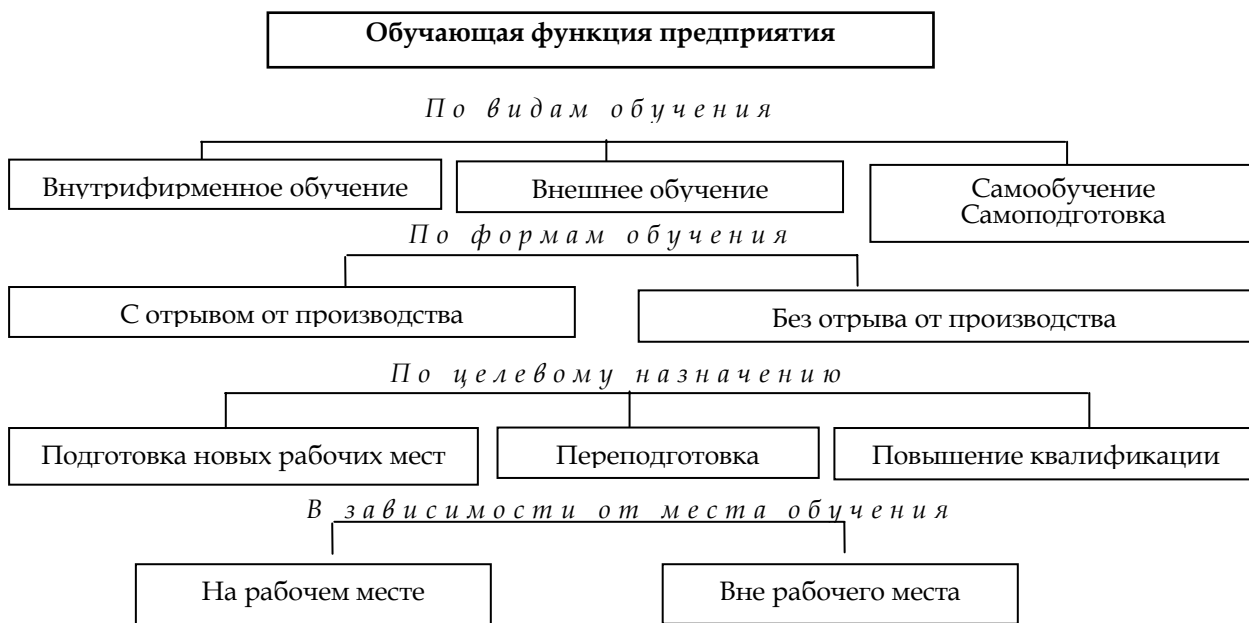 Обучающая функция предприятия
По видам обучения
Внутрифирменное обучение
Внешнее обучение
Самообучение
Самоподготовка
По формам обучения
С отрывом от производства
Без отрыва от производства
По целевому назначению
Подготовка новых рабочих мест
Переподготовка
Повышение квалификации
В зависимости от места обучения
На рабочем месте
Вне рабочего места